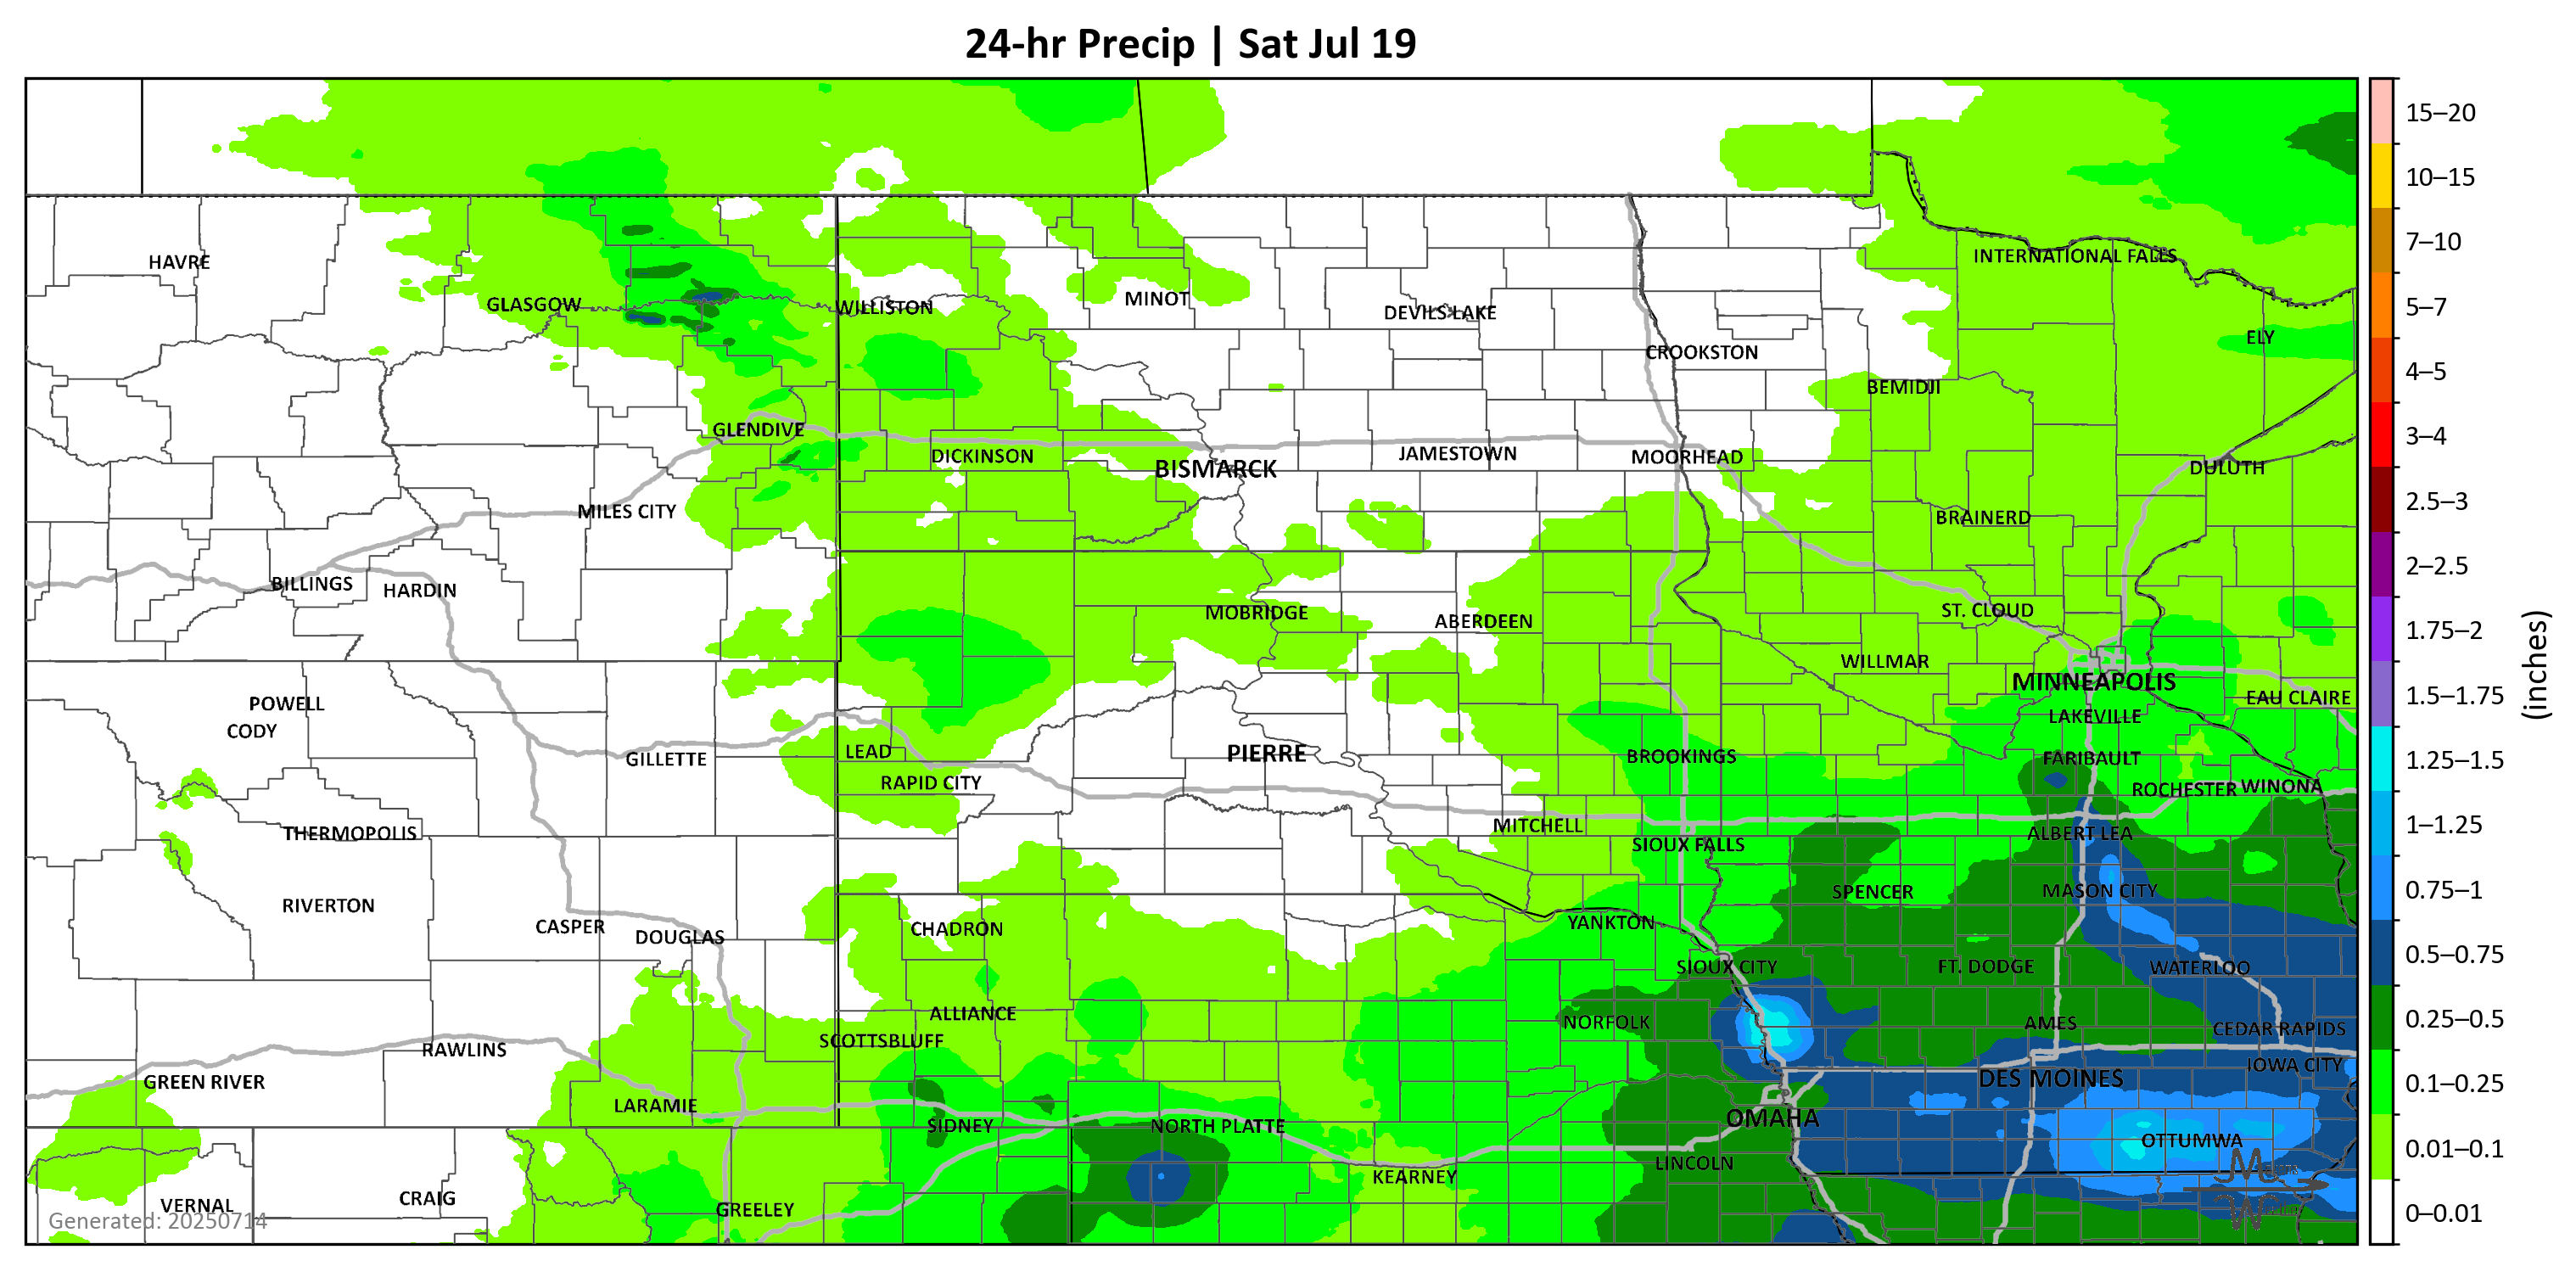 24-hr Precip | Sat Jul 19
15–20
10–15
HAVRE
INTERNATIONAL FALLS
7–10
GLASGOW
WILLISTON
MINOT
DEVILS LAKE
5–7
ELY
CROOKSTON
BEMIDJI
4–5
GLENDIVE
DICKINSON
BISMARCK
JAMESTOWN
MOORHEAD
DULUTH
3–4
MILES CITY
BRAINERD
2.5–3
BILLINGS
HARDIN
2–2.5
MOBRIDGE
ABERDEEN
ST. CLOUD
1.75–2
(inches)
WILLMAR
MINNEAPOLIS
EAU CLAIRE
1.5–1.75
POWELL
CODY
LAKEVILLE
GILLETTE
LEAD
PIERRE
BROOKINGS
FARIBAULT
1.25–1.5
RAPID CITY
ROCHESTER
WINONA
THERMOPOLIS
MITCHELL
ALBERT LEA
1–1.25
SIOUX FALLS
RIVERTON
SPENCER
MASON CITY
0.75–1
CASPER
DOUGLAS
CHADRON
YANKTON
SIOUX CITY
FT. DODGE
WATERLOO
0.5–0.75
ALLIANCE
NORFOLK
AMES
CEDAR RAPIDS
0.25–0.5
RAWLINS
SCOTTSBLUFF
IOWA CITY
GREEN RIVER
DES MOINES
0.1–0.25
LARAMIE
SIDNEY
NORTH PLATTE
OMAHA
OTTUMWA
0.01–0.1
LINCOLN
KEARNEY
VERNAL
CRAIG
GREELEY
0–0.01
Generated: 20250714